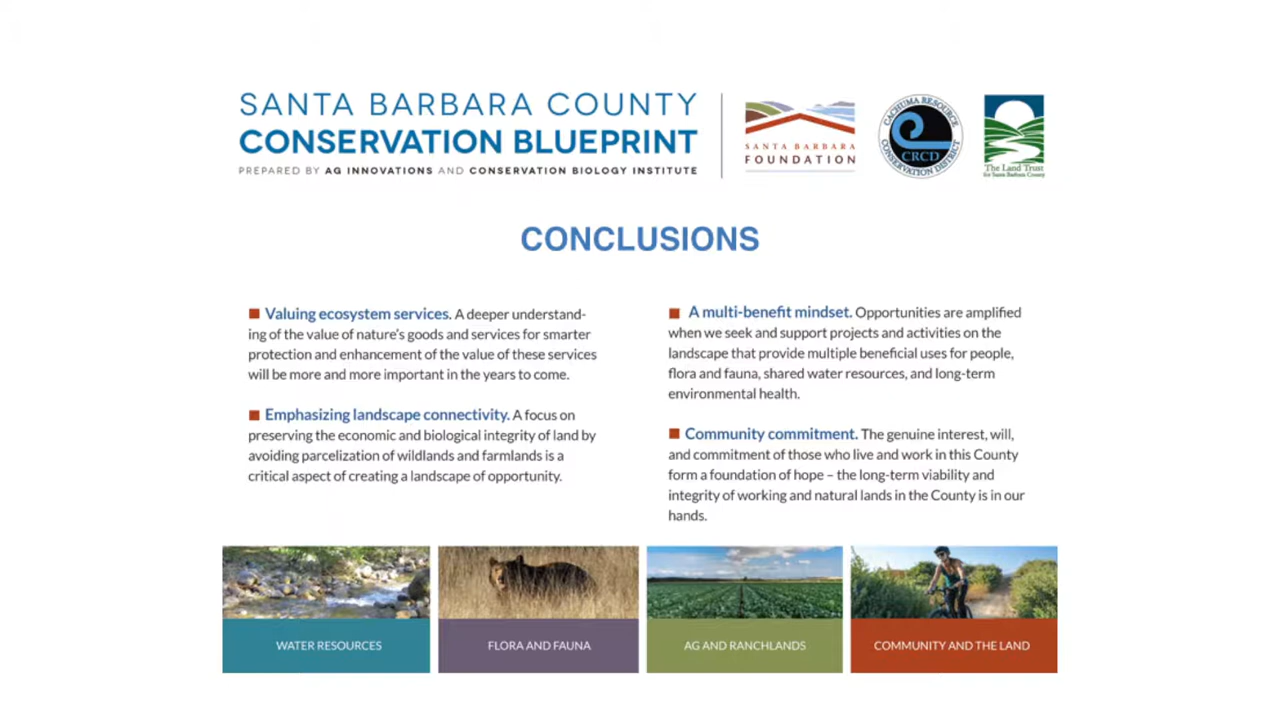 SANTA BARBARA COUNTY
CONSERVATION BLUEPRINT
PREPARED BY AG INNOVATIONS AND CONSERVATION BIOLOGY INSTITUTE
SANTA BARBARA
FOUNDATION
CACHUMA RESOURCE
CRCD
CONSERVATION DISTRICT
The Land Trust
for Santa Barbara County
CONCLUSIONS
Valuing ecosystem services. A deeper understand-
ing of the value of nature's goods and services for smarter
protection and enhancement of the value of these services
will be more and more important in the years to come.
Emphasizing landscape connectivity. A focus on
preserving the economic and biological integrity of land by
avoiding parcelization of wildlands and farmlands is a
critical aspect of creating a landscape of opportunity.
A multi-benefit mindset. Opportunities are amplified
when we seek and support projects and activities on the
landscape that provide multiple beneficial uses for people,
flora and fauna, shared water resources, and long-term
environmental health.
Community commitment. The genuine interest, will,
and commitment of those who live and work in this County
form a foundation of hope – the long-term viability and
integrity of working and natural lands in the County is in our
hands.
WATER RESOURCES
FLORA AND FAUNA
AG AND RANCHLANDS
COMMUNITY AND THE LAND